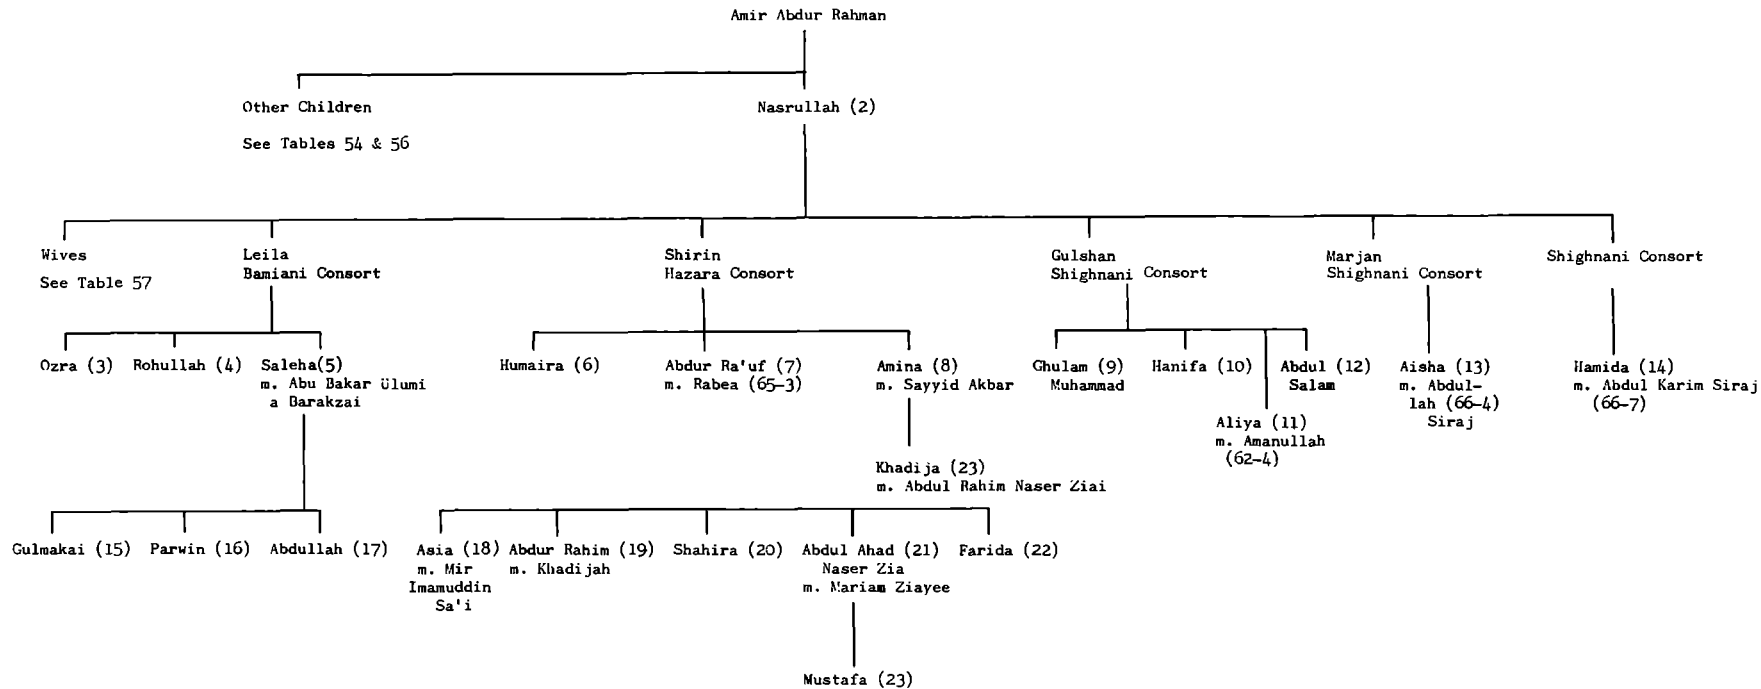 Amir Abdur Rahman
Other Children
See Tables 54 & 56
Nasrullah (2)
Wives
See Table 57
Leila
Bamiani Consort
Shirin
Hazara Consort
Gulshan
Shighnani Consort
Marjan
Shighnani Consort
Shighnani Consort
Ozra (3)
Rohullah (4)
Saleha(5)
m. Abu Bakar Ulumi
a Barakzai
Humaira (6)
Abdur Ra'uf (7)
m. Rabea (65-3)
Amina (8)
m. Sayyid Akbar
Khadija (23)
m. Abdul Rahim Naser Ziai
Ghulam (9)
Muhammad
Hanifa (10)
Aliya (11)
m. Amanullah
(62-4)
Abdul (12)
Salam
Aisha (13)
m. Abdul-
lah (66-4)
Siraj
Hamida (14)
m. Abdul Karim Siraj
(66-7)
Gulmakai (15)
Parwin (16)
Abdullah (17)
Asia (18)
m. Mir
Imamuddin
Sa'i
Abdur Rahim (19)
m. Khadijah
Shahira (20)
Abdul Ahad (21)
Naser Zia
m. Mariam Ziayee
Farida (22)
Mustafa (23)